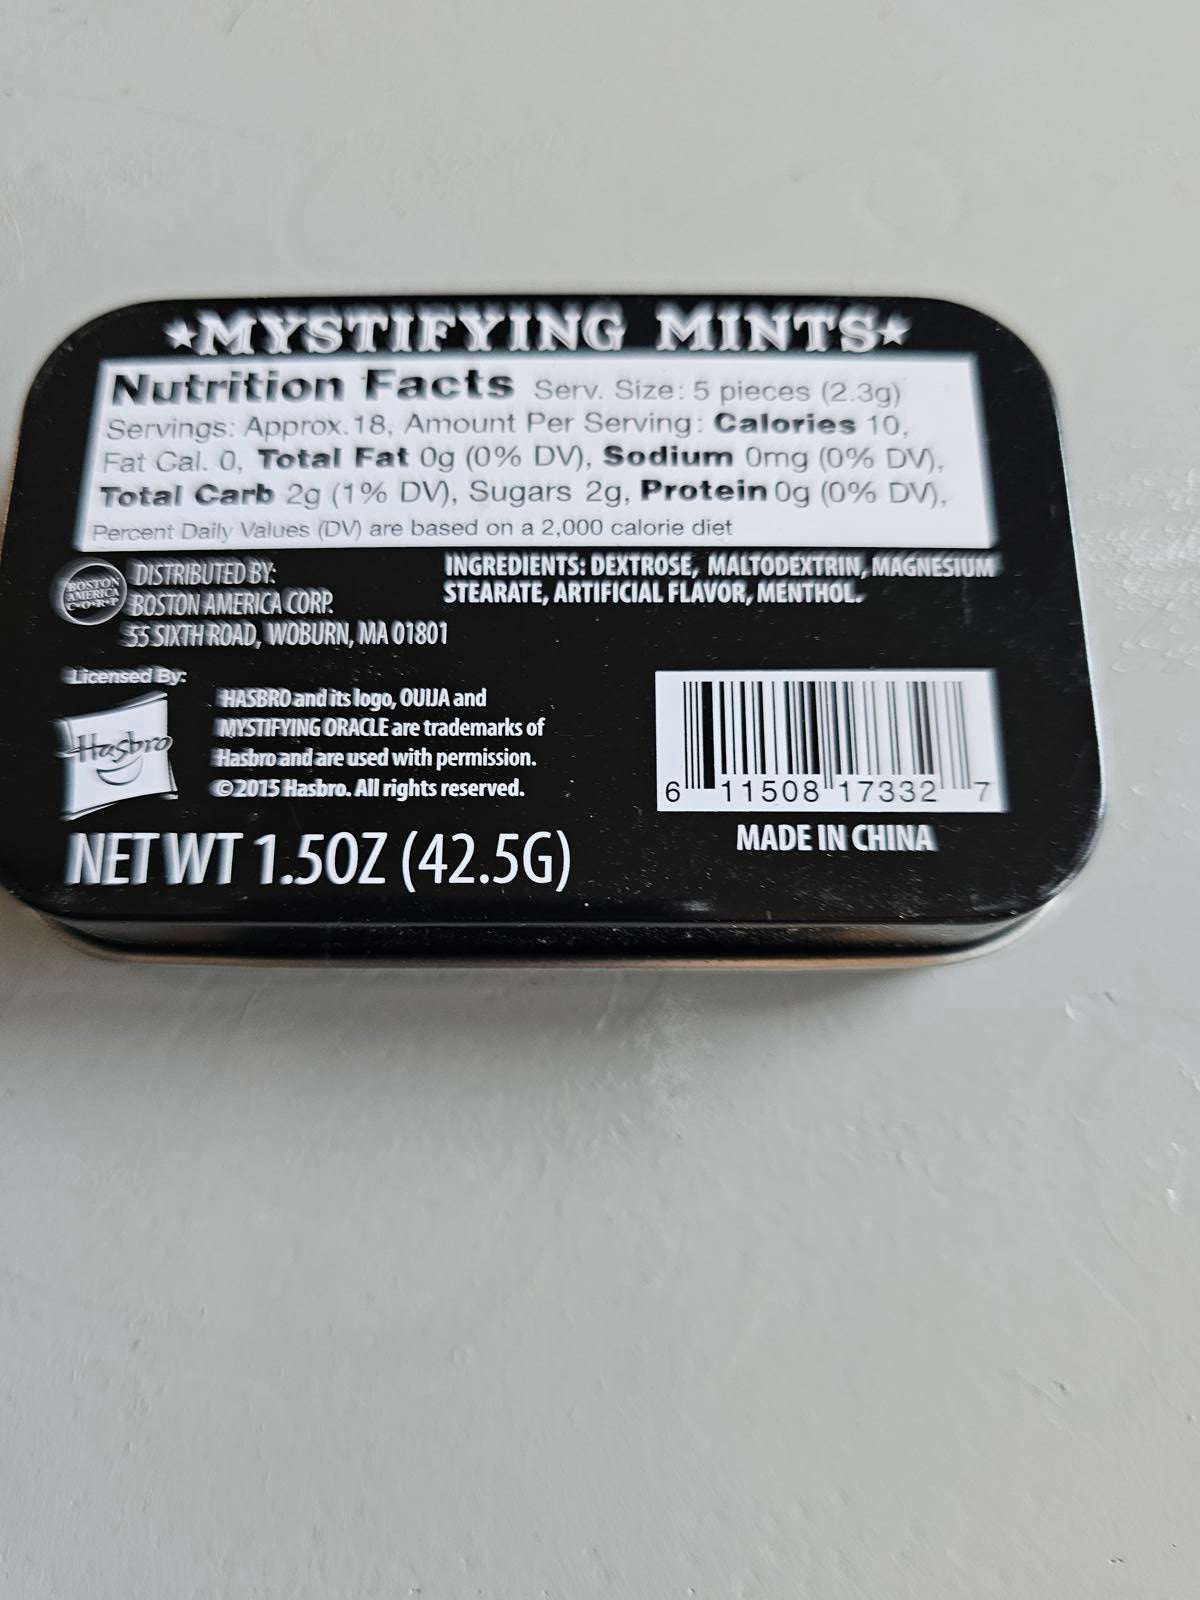 ★MYSTIFYING MINTS★
Nutrition Facts Serv. Size: 5 pieces (2.3g)
Servings: Approx.18, Amount Per Serving: Calories 10,
Fat Cal. 0, Total Fat 0g (0% DV), Sodium 0mg (0% DV),
Total Carb 2g (1% DV), Sugars 2g, Protein 0g (0% DV),
Percent Daily Values (DV) are based on a 2,000 calorie diet
BOSTON
AMERICA
C•O•R•P
DISTRIBUTED BY:
BOSTON AMERICA CORP.
55 SIXTH ROAD, WOBURN, MA 01801
INGREDIENTS: DEXTROSE, MALTODEXTRIN, MAGNESIUM
STEARATE, ARTIFICIAL FLAVOR, MENTHOL.
Licensed By:
Hasbro
HASBRO and its logo, OUIJA and
MYSTIFYING ORACLE are trademarks of
Hasbro and are used with permission.
©2015 Hasbro. All rights reserved.
6 11508 17332 7
MADE IN CHINA
NET WT 1.5OZ (42.5G)